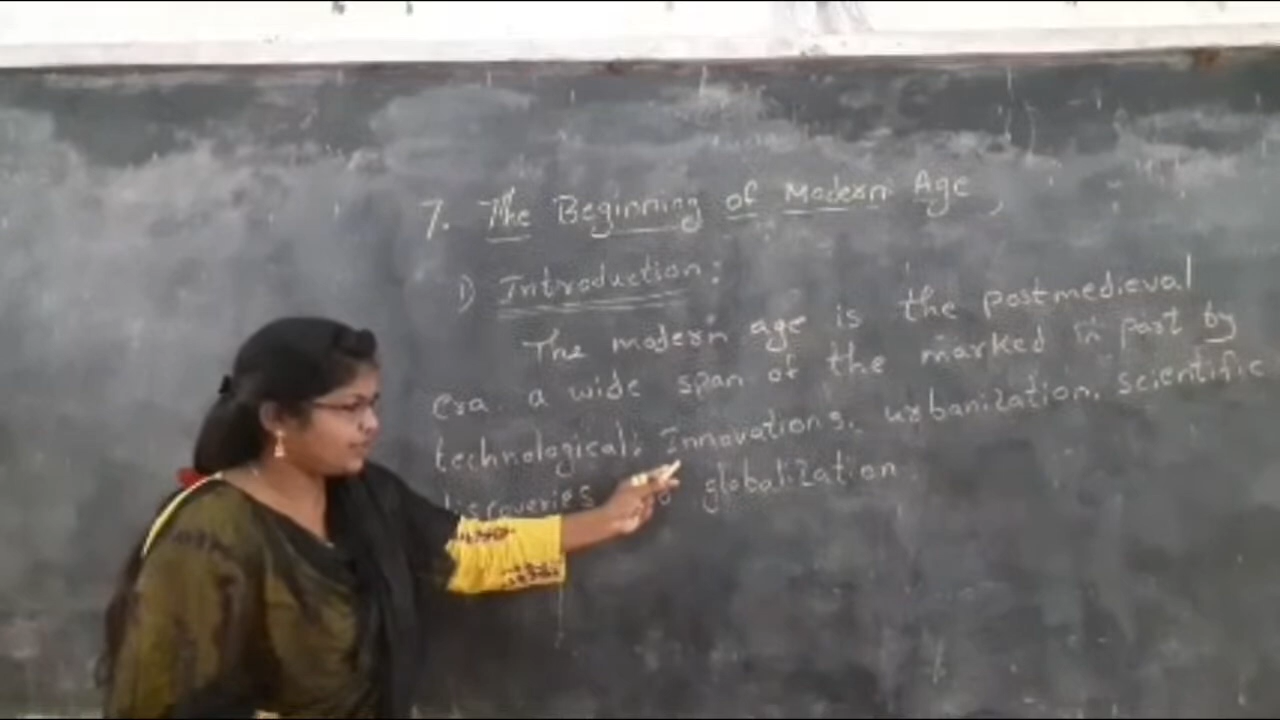 7. The Beginning of Modern Age,
1) Introduction:
The modern age is the postmedieval
era. a wide span of the marked in part by
technological, Innovations, urbanization, scientific
discoveries globalization.